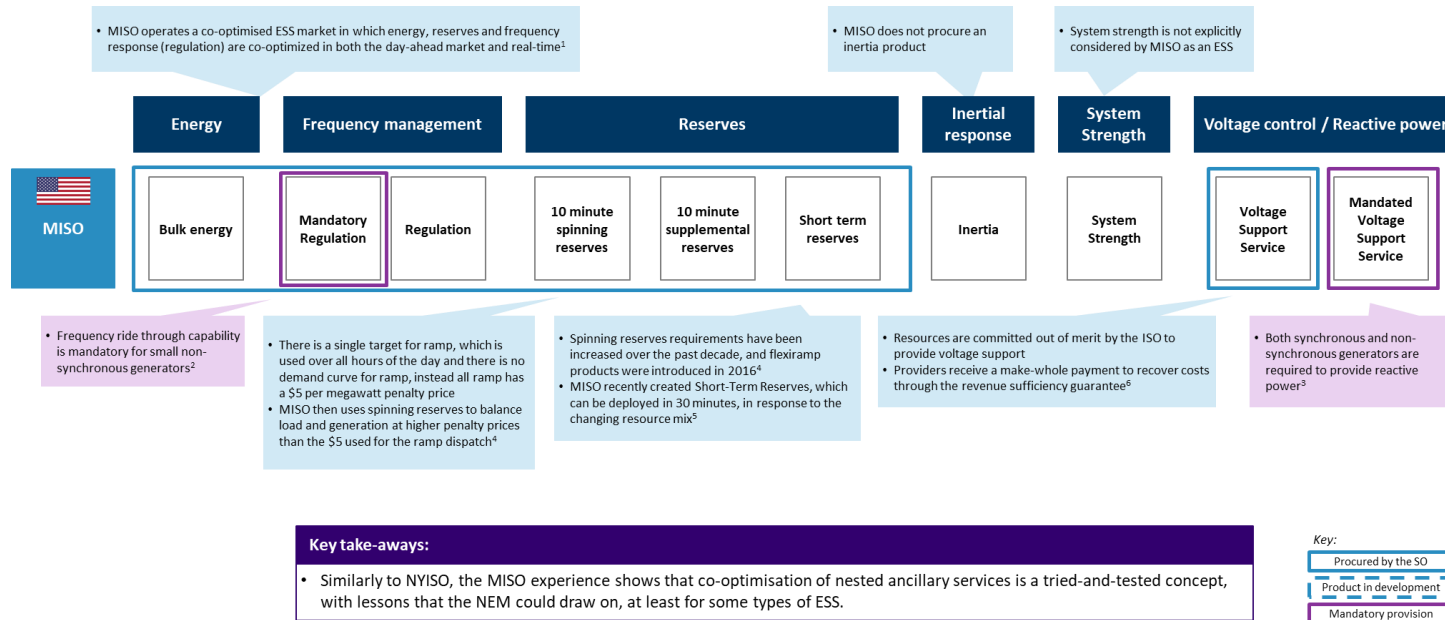 • MISO operates a co-optimised ESS market in which energy, reserves and frequency
response (regulation) are co-optimized in both the day-ahead market and real-time¹
• MISO does not procure an
inertia product
• System strength is not explicitly
considered by MISO as an ESS
Energy
Frequency management
Reserves
Inertial
response
System
Strength
Voltage control / Reactive power
MISO
Bulk energy
Mandatory
Regulation
Regulation
10 minute
spinning
reserves
10 minute
supplemental
reserves
Short term
reserves
Inertia
System
Strength
Voltage
Support
Service
Mandated
Voltage
Support
Service
• Frequency ride through capability
is mandatory for small non-
synchronous generators²
• There is a single target for ramp, which is
used over all hours of the day and there is no
demand curve for ramp, instead all ramp has
a $5 per megawatt penalty price
• MISO then uses spinning reserves to balance
load and generation at higher penalty prices
than the $5 used for the ramp dispatch⁴
• Spinning reserves requirements have been
increased over the past decade, and flexiramp
products were introduced in 2016⁴
• MISO recently created Short-Term Reserves, which
can be deployed in 30 minutes, in response to the
changing resource mix⁵
• Resources are committed out of merit by the ISO to
provide voltage support
• Providers receive a make-whole payment to recover costs
through the revenue sufficiency guarantee⁶
• Both synchronous and non-
synchronous generators are
required to provide reactive
power³
Key take-aways:
• Similarly to NYISO, the MISO experience shows that co-optimisation of nested ancillary services is a tried-and-tested concept,
with lessons that the NEM could draw on, at least for some types of ESS.
Key:
Procured by the SO
Product in development
Mandatory provision